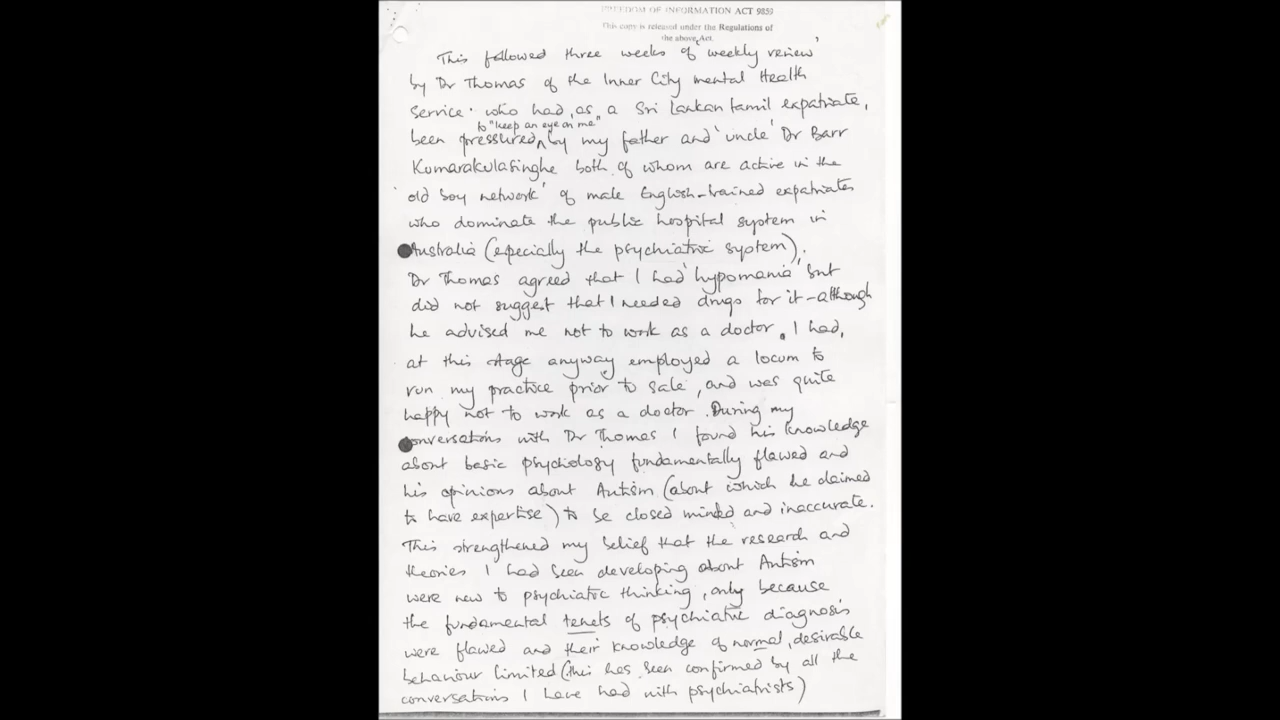 FREEDOM OF INFORMATION ACT 9859
This copy is released under the Regulations of
the above Act.
This followed three weeks of 'weekly review'
by Dr Thomas of the Inner City mental Health
Service. who had, as a Sri Lankan tamil expatriate,
to "keep an eye on me"
been pressured by my father and 'uncle' Dr Barr
Kumarakulasinghe both of whom are active in the
'old boy network' of male English-trained expatriates
who dominate the public hospital system in
Australia (especially the psychiatric system).
Dr Thomas agreed that I had 'hypomania' but
did not suggest that I needed drugs for it - although
he advised me not to work as a doctor. I had,
at this stage anyway employed a locum to
run my practice prior to sale, and was quite
happy not to work as a doctor. During my
conversations with Dr Thomas I found his knowledge
about basic psychology fundamentally flawed and
his opinions about Autism (about which he claimed
to have expertise) to be closed minded and inaccurate.
This strengthened my belief that the research and
theories I had been developing about Autism
were new to psychiatric thinking, only because
the fundamental tenets of psychiatric diagnosis
were flawed and their knowledge of normal, desirable
behaviour limited (this has been confirmed by all the
conversations I have had with psychiatrists)